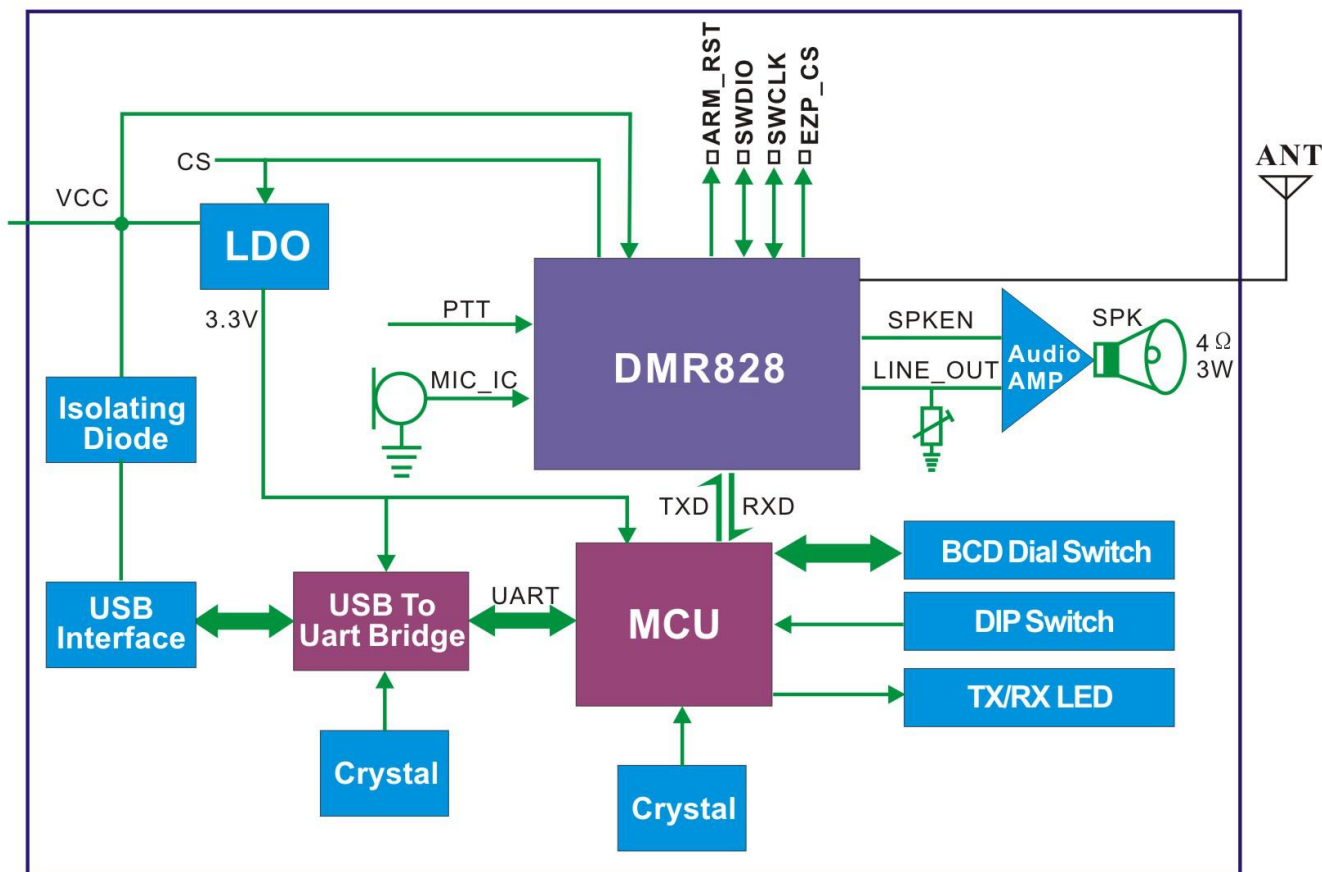 ARM_RST
SWDIO
SWCLK
EZP_CS
ANT
CS
VCC
LDO
3.3V
PTT
MIC_IC
DMR828
SPKEN
LINE_OUT
Audio
AMP
SPK
4 Ω
3W
Isolating
Diode
TXD
RXD
USB
Interface
USB To
Uart Bridge
UART
MCU
BCD Dial Switch
DIP Switch
TX/RX LED
Crystal
Crystal